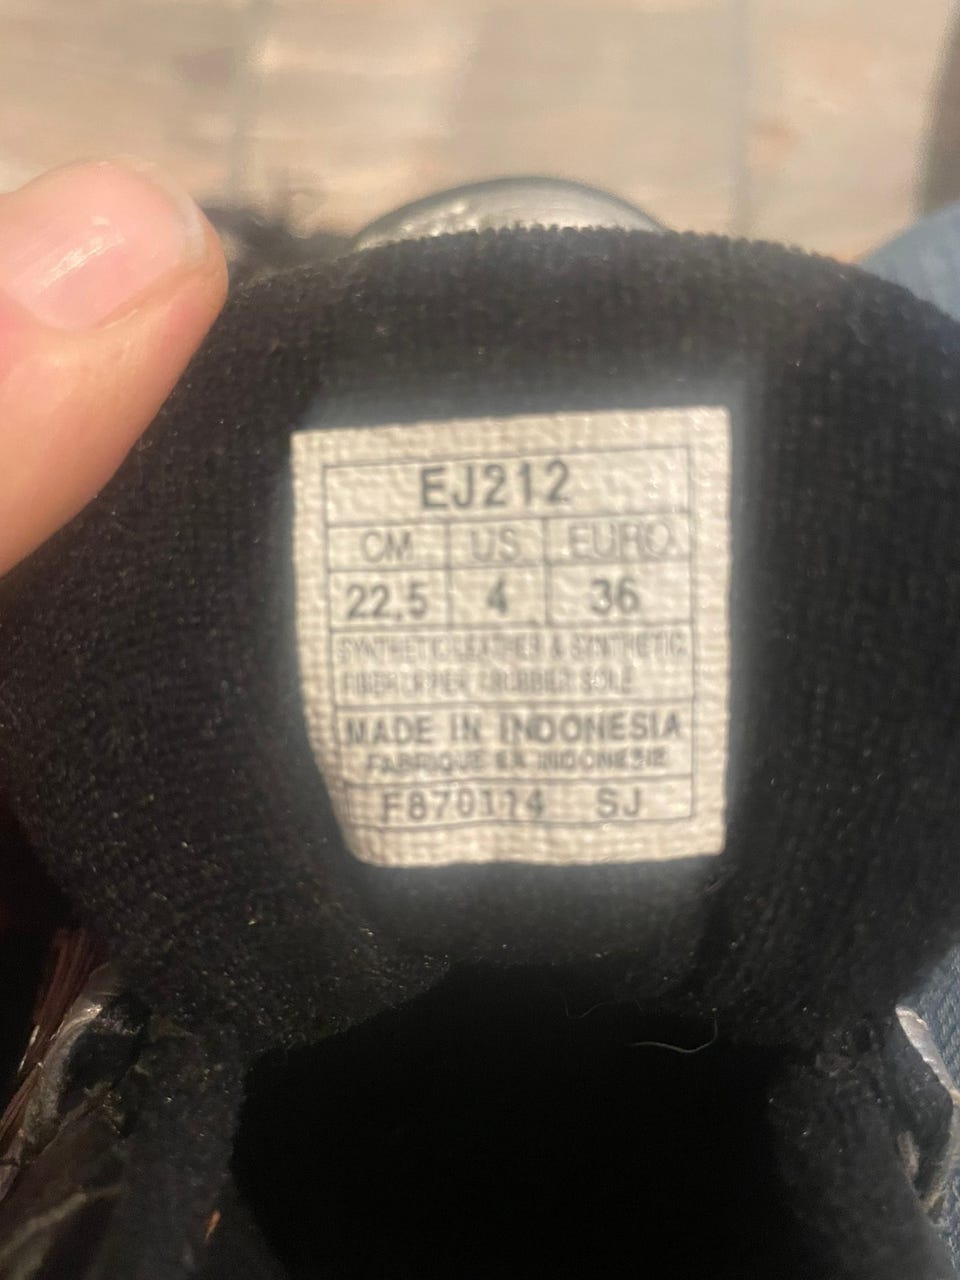 EJ212
CM US EURO.
22.5 4 36
SYNTHETIC LEATHER & SYNTHETIC
FIBER UPPER / RUBBER SOLE
MADE IN INDONESIA
FABRIQUE EN INDONESIE
F870114 SJ